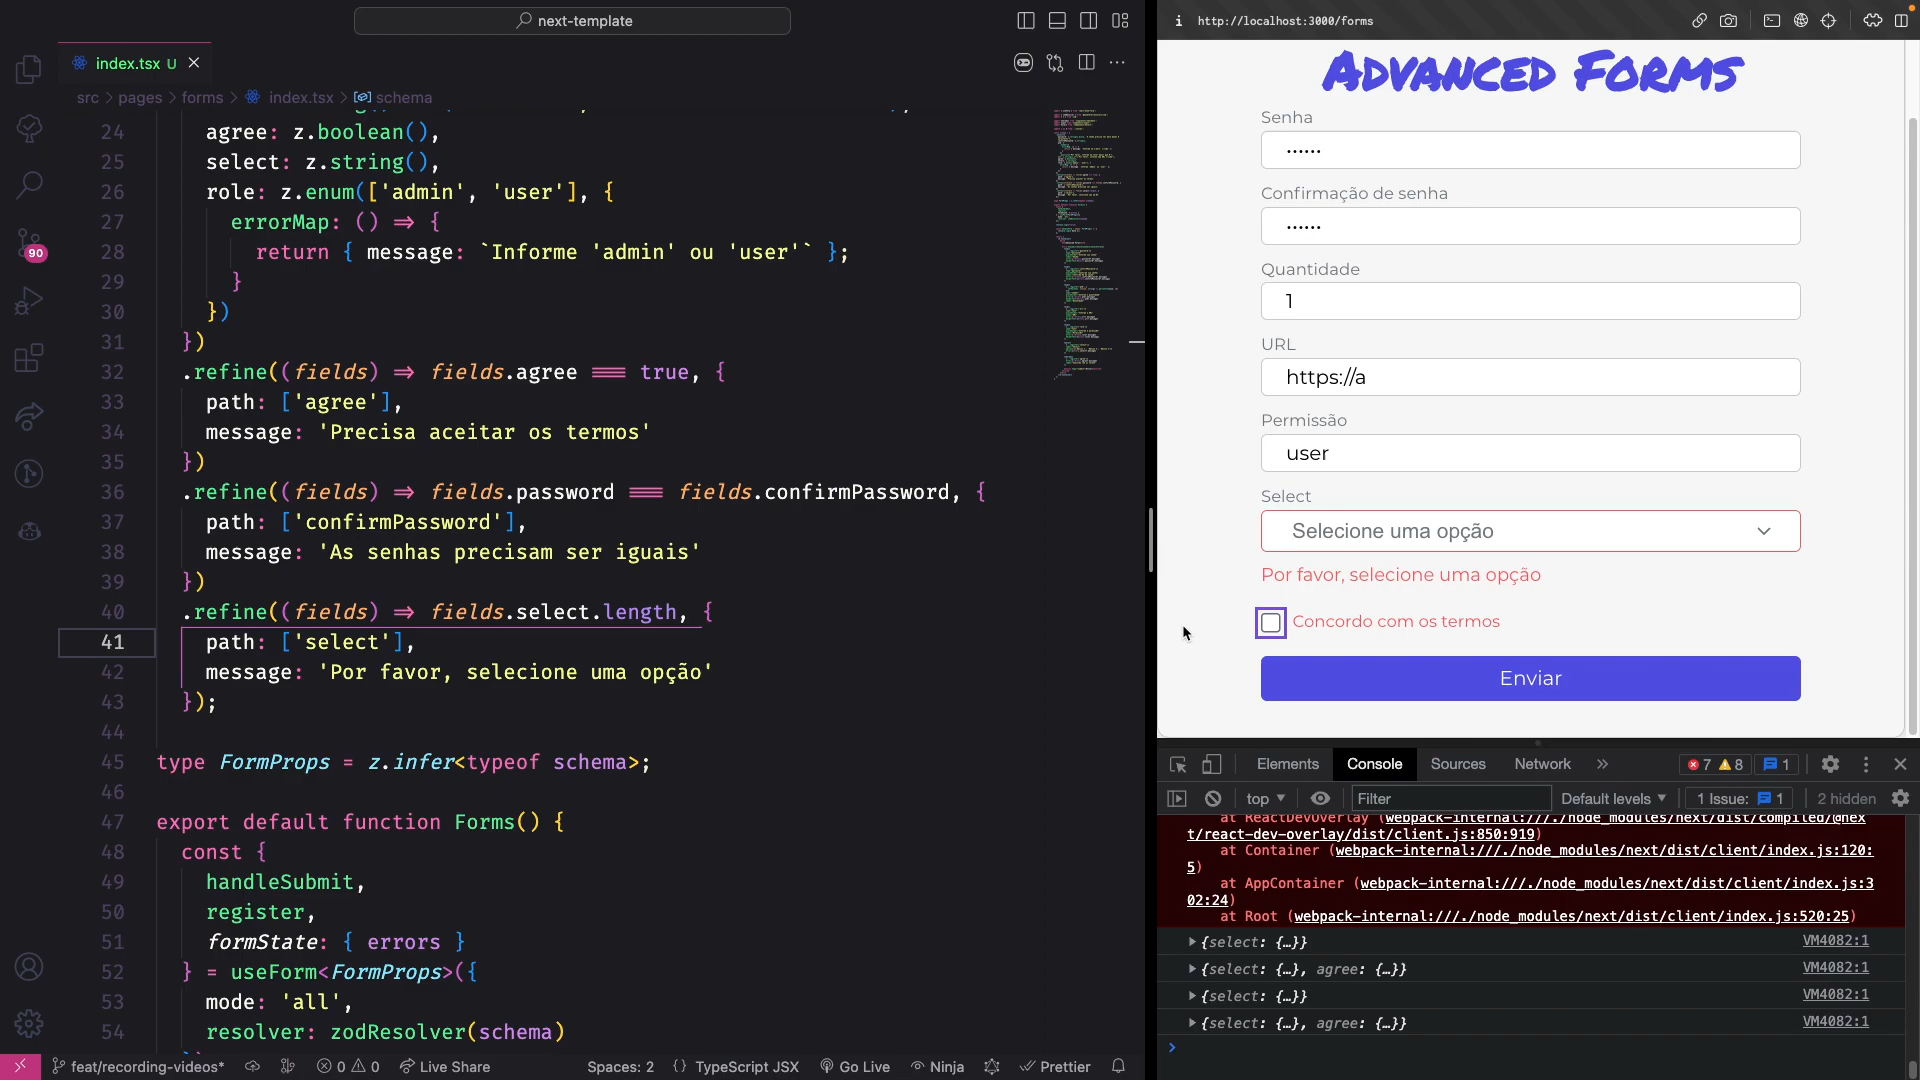 next-template
index.tsx U
src > pages > forms > index.tsx > schema
24 agree: z.boolean(),
25 select: z.string(),
26 role: z.enum(['admin', 'user'], {
27 errorMap: () => {
28 return { message: `Informe 'admin' ou 'user'` };
29 }
30 })
31 })
32 .refine((fields) => fields.agree === true, {
33 path: ['agree'],
34 message: 'Precisa aceitar os termos'
35 })
36 .refine((fields) => fields.password === fields.confirmPassword, {
37 path: ['confirmPassword'],
38 message: 'As senhas precisam ser iguais'
39 })
40 .refine((fields) => fields.select.length, {
41 path: ['select'],
42 message: 'Por favor, selecione uma opção'
43 });
44
45 type FormProps = z.infer<typeof schema>;
46
47 export default function Forms() {
48 const {
49 handleSubmit,
50 register,
51 formState: { errors }
52 } = useForm<FormProps>({
53 mode: 'all',
54 resolver: zodResolver(schema)
90
feat/recording-videos* 0 0 Live Share Spaces: 2 {} TypeScript JSX Go Live Ninja Prettier
i http://localhost:3000/forms
Advanced Forms
Senha
••••••
Confirmação de senha
••••••
Quantidade
1
URL
https://a
Permissão
user
Select
Selecione uma opção
Por favor, selecione uma opção
Concordo com os termos
Enviar
Elements Console Sources Network » 7 8 1
top Filter Default levels 1 Issue: 1 2 hidden
at ReactDevOverlay (webpack-internal:///./node_modules/next/dist/compiled/@nex
t/react-dev-overlay/dist/client.js:850:919)
at Container (webpack-internal:///./node_modules/next/dist/client/index.js:120:
5)
at AppContainer (webpack-internal:///./node_modules/next/dist/client/index.js:3
02:24)
at Root (webpack-internal:///./node_modules/next/dist/client/index.js:520:25)
{select: {…}} VM4082:1
{select: {…}, agree: {…}} VM4082:1
{select: {…}} VM4082:1
{select: {…}, agree: {…}} VM4082:1